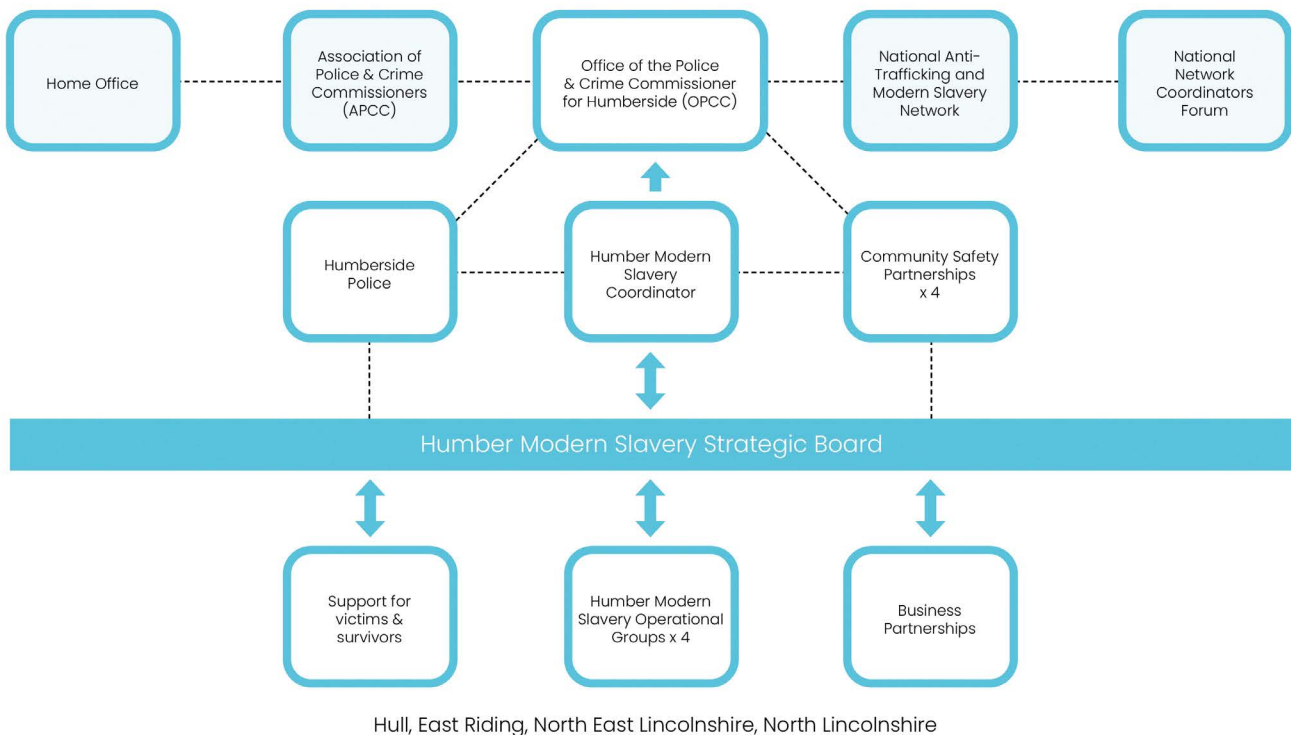 Home Office
Association of
Police & Crime
Commissioners
(APCC)
Office of the Police
& Crime Commissioner
for Humberside (OPCC)
National Anti-
Trafficking and
Modern Slavery
Network
National
Network
Coordinators
Forum
Humberside
Police
Humber Modern
Slavery
Coordinator
Community Safety
Partnerships
x 4
Humber Modern Slavery Strategic Board
Support for
victims &
survivors
Humber Modern
Slavery Operational
Groups x 4
Business
Partnerships
Hull, East Riding, North East Lincolnshire, North Lincolnshire